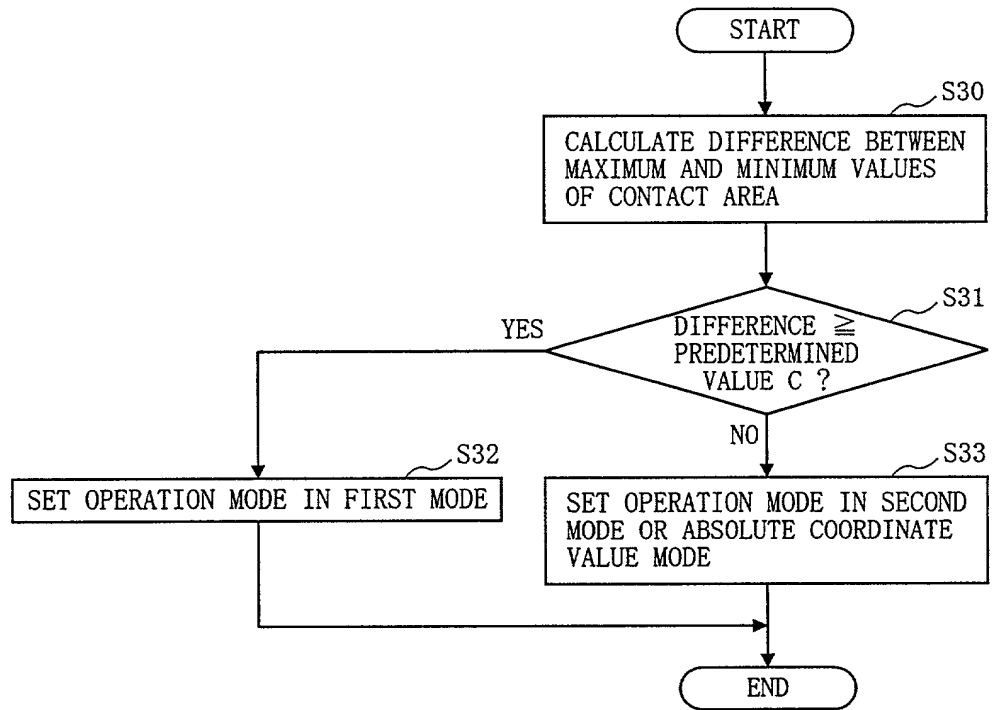 START
S30
CALCULATE DIFFERENCE BETWEEN
MAXIMUM AND MINIMUM VALUES
OF CONTACT AREA
S31
DIFFERENCE ≧
PREDETERMINED
VALUE C ?
YES
NO
S32
SET OPERATION MODE IN FIRST MODE
S33
SET OPERATION MODE IN SECOND
MODE OR ABSOLUTE COORDINATE
VALUE MODE
END